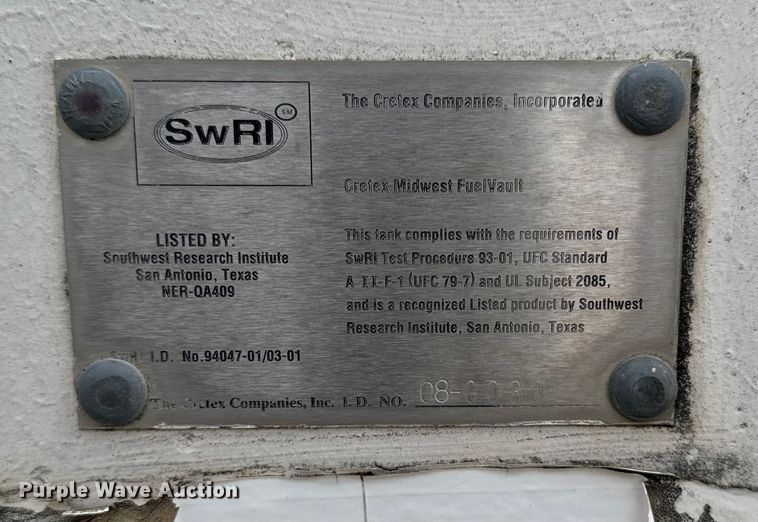 SwRI SM
The Cretex Companies, Incorporated
Cretex Midwest FuelVault
LISTED BY:
Southwest Research Institute
San Antonio, Texas
NER-QA409
This tank complies with the requirements of
SwRI Test Procedure 93-01, UFC Standard
A-II-F-1 (UFC 79-7) and UL Subject 2085,
and is a recognized Listed product by Southwest
Research Institute, San Antonio, Texas
SwRI I.D. No.94047-01/03-01
The Cretex Companies, Inc. I.D. NO.
Purple Wave Auction